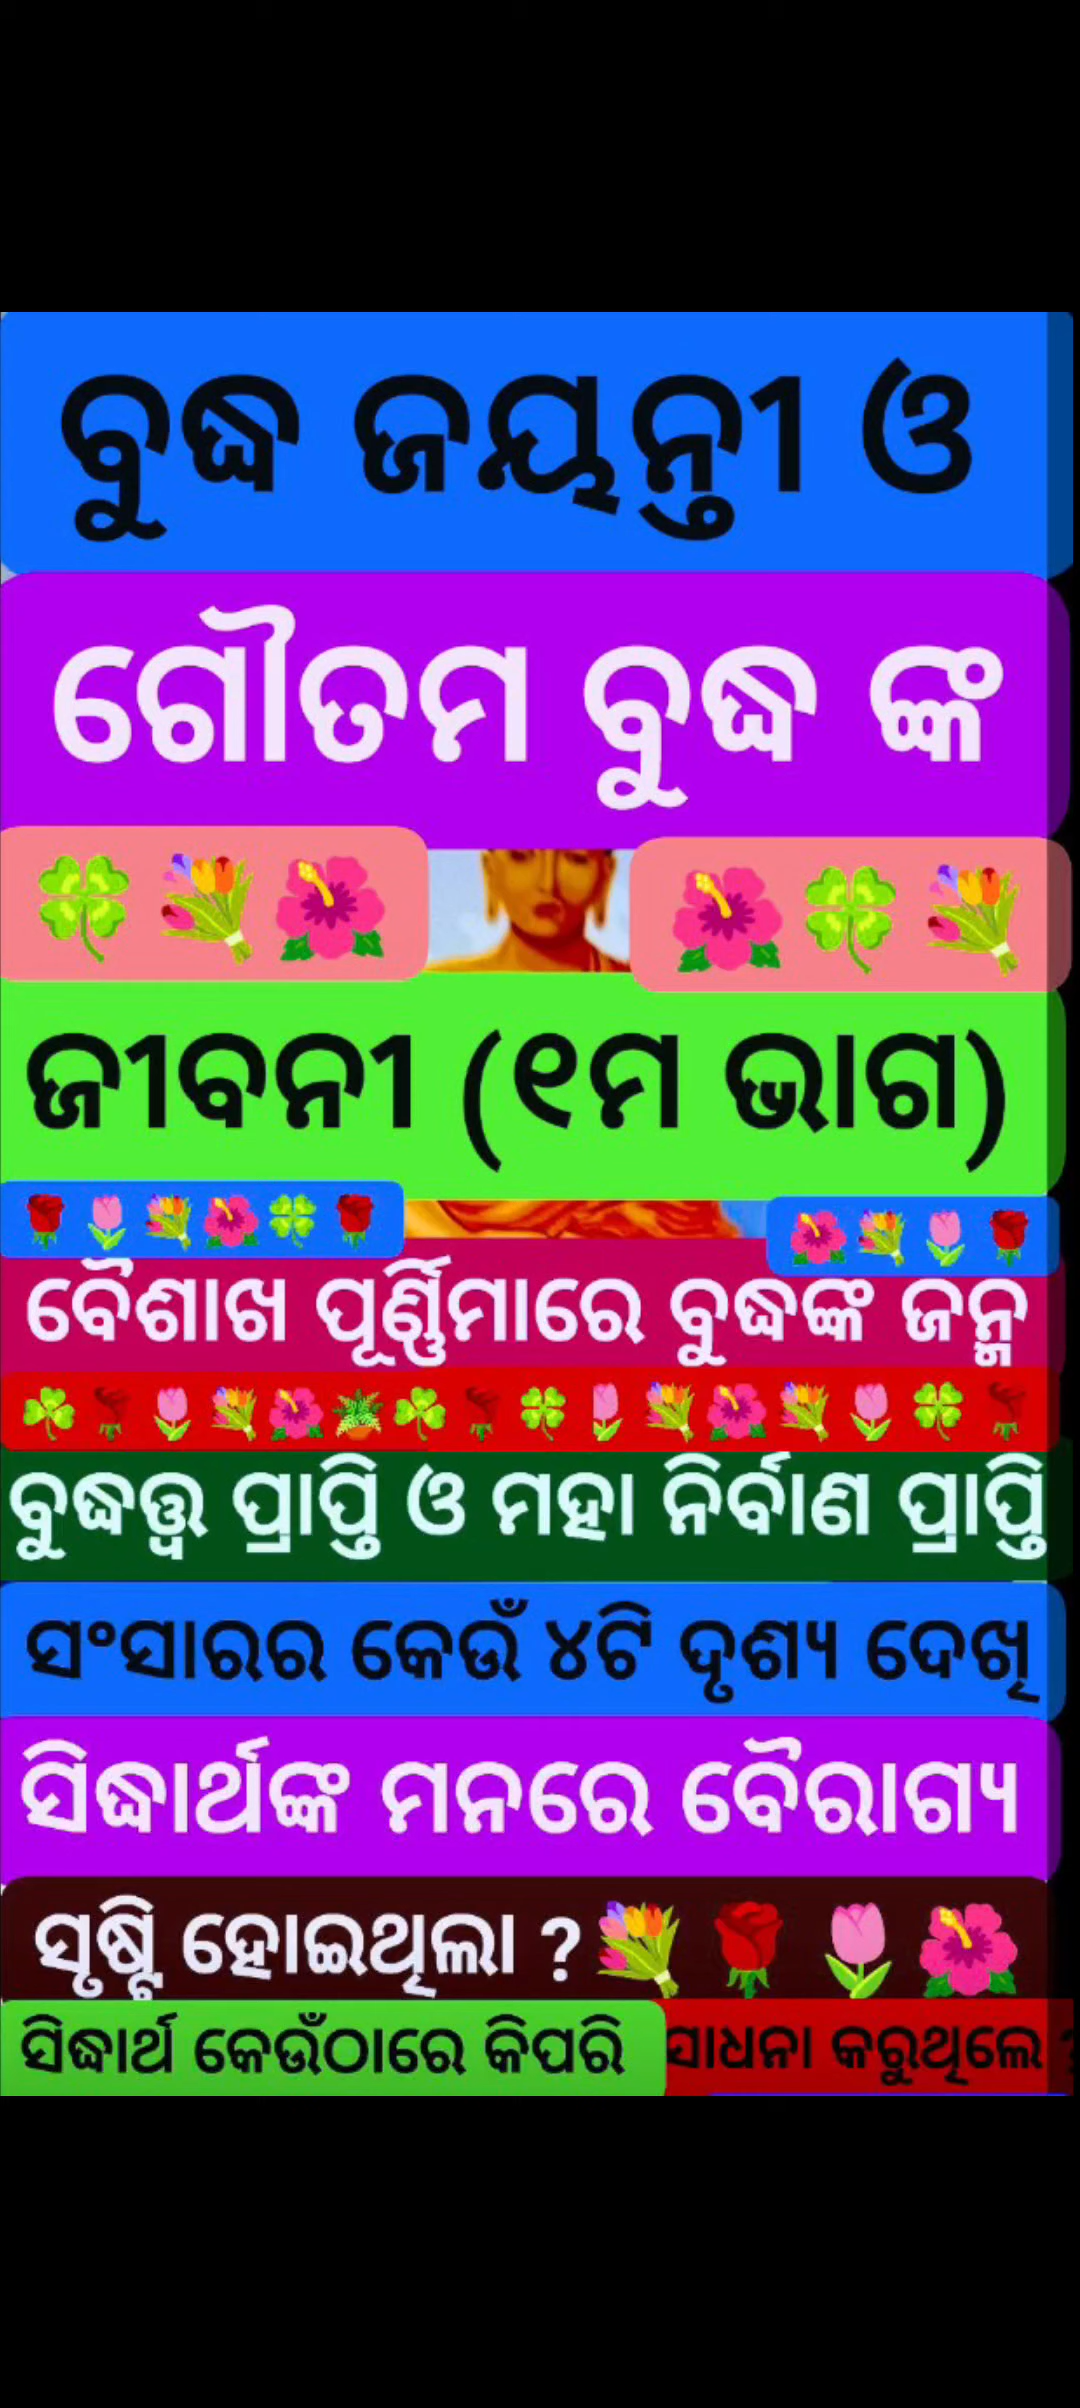 ବୁଦ୍ଧ ଜୟନ୍ତୀ ଓ
ଗୌତମ ବୁଦ୍ଧ ଙ୍କ
ଜୀବନୀ (୧ମ ଭାଗ)
ବୈଶାଖ ପୂର୍ଣ୍ଣିମାରେ ବୁଦ୍ଧଙ୍କ ଜନ୍ମ
ବୁଦ୍ଧତ୍ତ୍ୱ ପ୍ରାପ୍ତି ଓ ମହା ନିର୍ବାଣ ପ୍ରାପ୍ତି
ସଂସାରର କେଉଁ ୪ଟି ଦୃଶ୍ୟ ଦେଖି
ସିଦ୍ଧାର୍ଥଙ୍କ ମନରେ ବୈରାଗ୍ୟ
ସୃଷ୍ଟି ହୋଇଥିଲା ?
ସିଦ୍ଧାର୍ଥ କେଉଁଠାରେ କିପରି ସାଧନା କରୁଥିଲେ ?